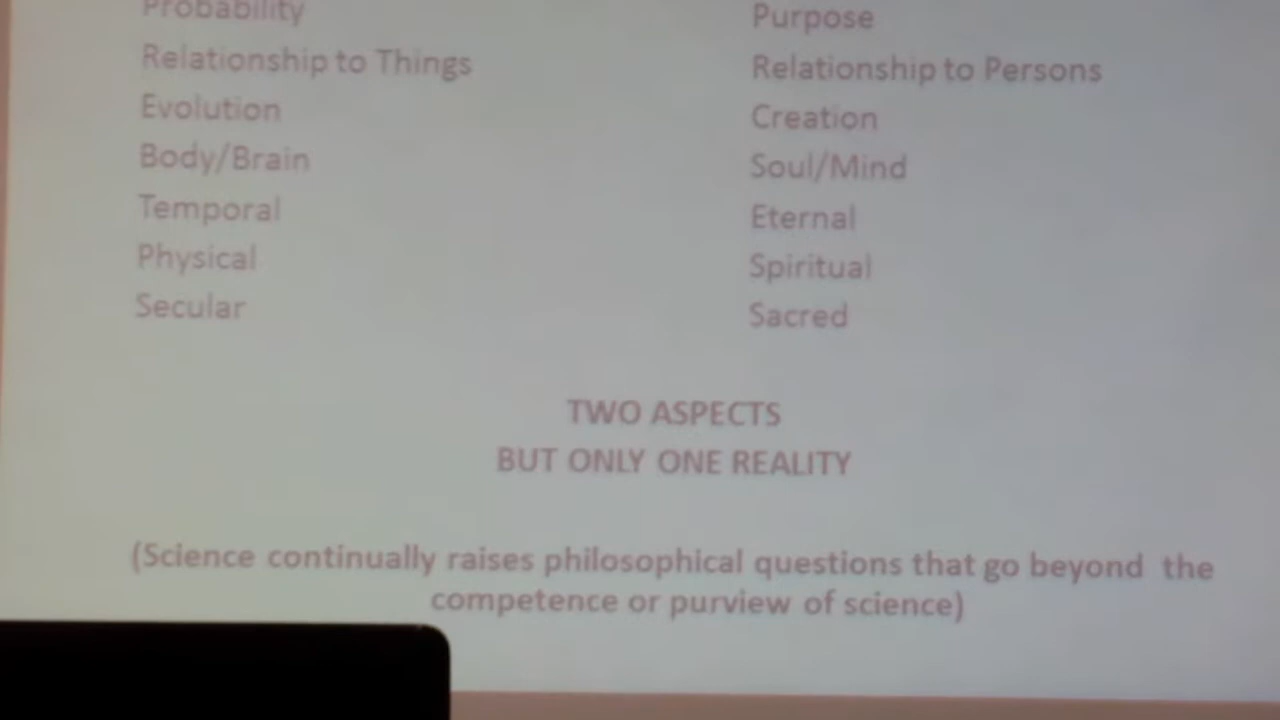 Probability
Purpose
Relationship to Things
Relationship to Persons
Evolution
Creation
Body/Brain
Soul/Mind
Temporal
Eternal
Physical
Spiritual
Secular
Sacred
TWO ASPECTS
BUT ONLY ONE REALITY
(Science continually raises philosophical questions that go beyond the
competence or purview of science)